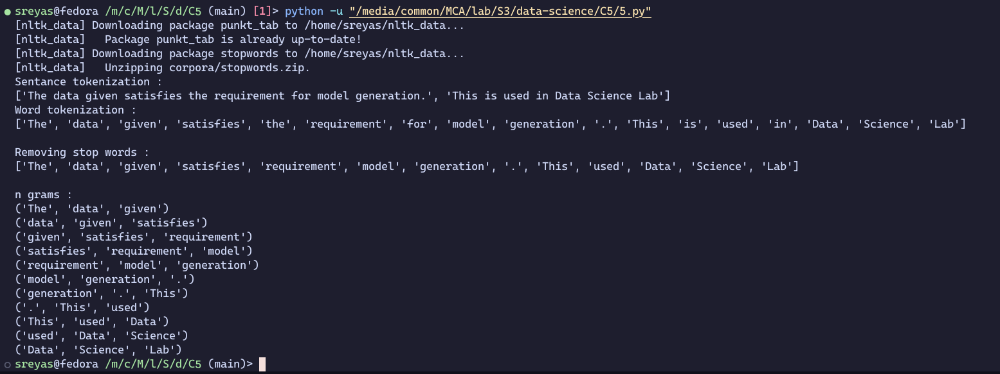 sreyas@fedora /m/c/M/l/S/d/C5 (main) [1]> python -u "/media/common/MCA/lab/S3/data-science/C5/5.py"
[nltk_data] Downloading package punkt_tab to /home/sreyas/nltk_data...
[nltk_data]   Package punkt_tab is already up-to-date!
[nltk_data] Downloading package stopwords to /home/sreyas/nltk_data...
[nltk_data]   Unzipping corpora/stopwords.zip.
Sentance tokenization :
['The data given satisfies the requirement for model generation.', 'This is used in Data Science Lab']
Word tokenization :
['The', 'data', 'given', 'satisfies', 'the', 'requirement', 'for', 'model', 'generation', '.', 'This', 'is', 'used', 'in', 'Data', 'Science', 'Lab']

Removing stop words :
['The', 'data', 'given', 'satisfies', 'requirement', 'model', 'generation', '.', 'This', 'used', 'Data', 'Science', 'Lab']

n grams :
('The', 'data', 'given')
('data', 'given', 'satisfies')
('given', 'satisfies', 'requirement')
('satisfies', 'requirement', 'model')
('requirement', 'model', 'generation')
('model', 'generation', '.')
('generation', '.', 'This')
('.', 'This', 'used')
('This', 'used', 'Data')
('used', 'Data', 'Science')
('Data', 'Science', 'Lab')
sreyas@fedora /m/c/M/l/S/d/C5 (main)>